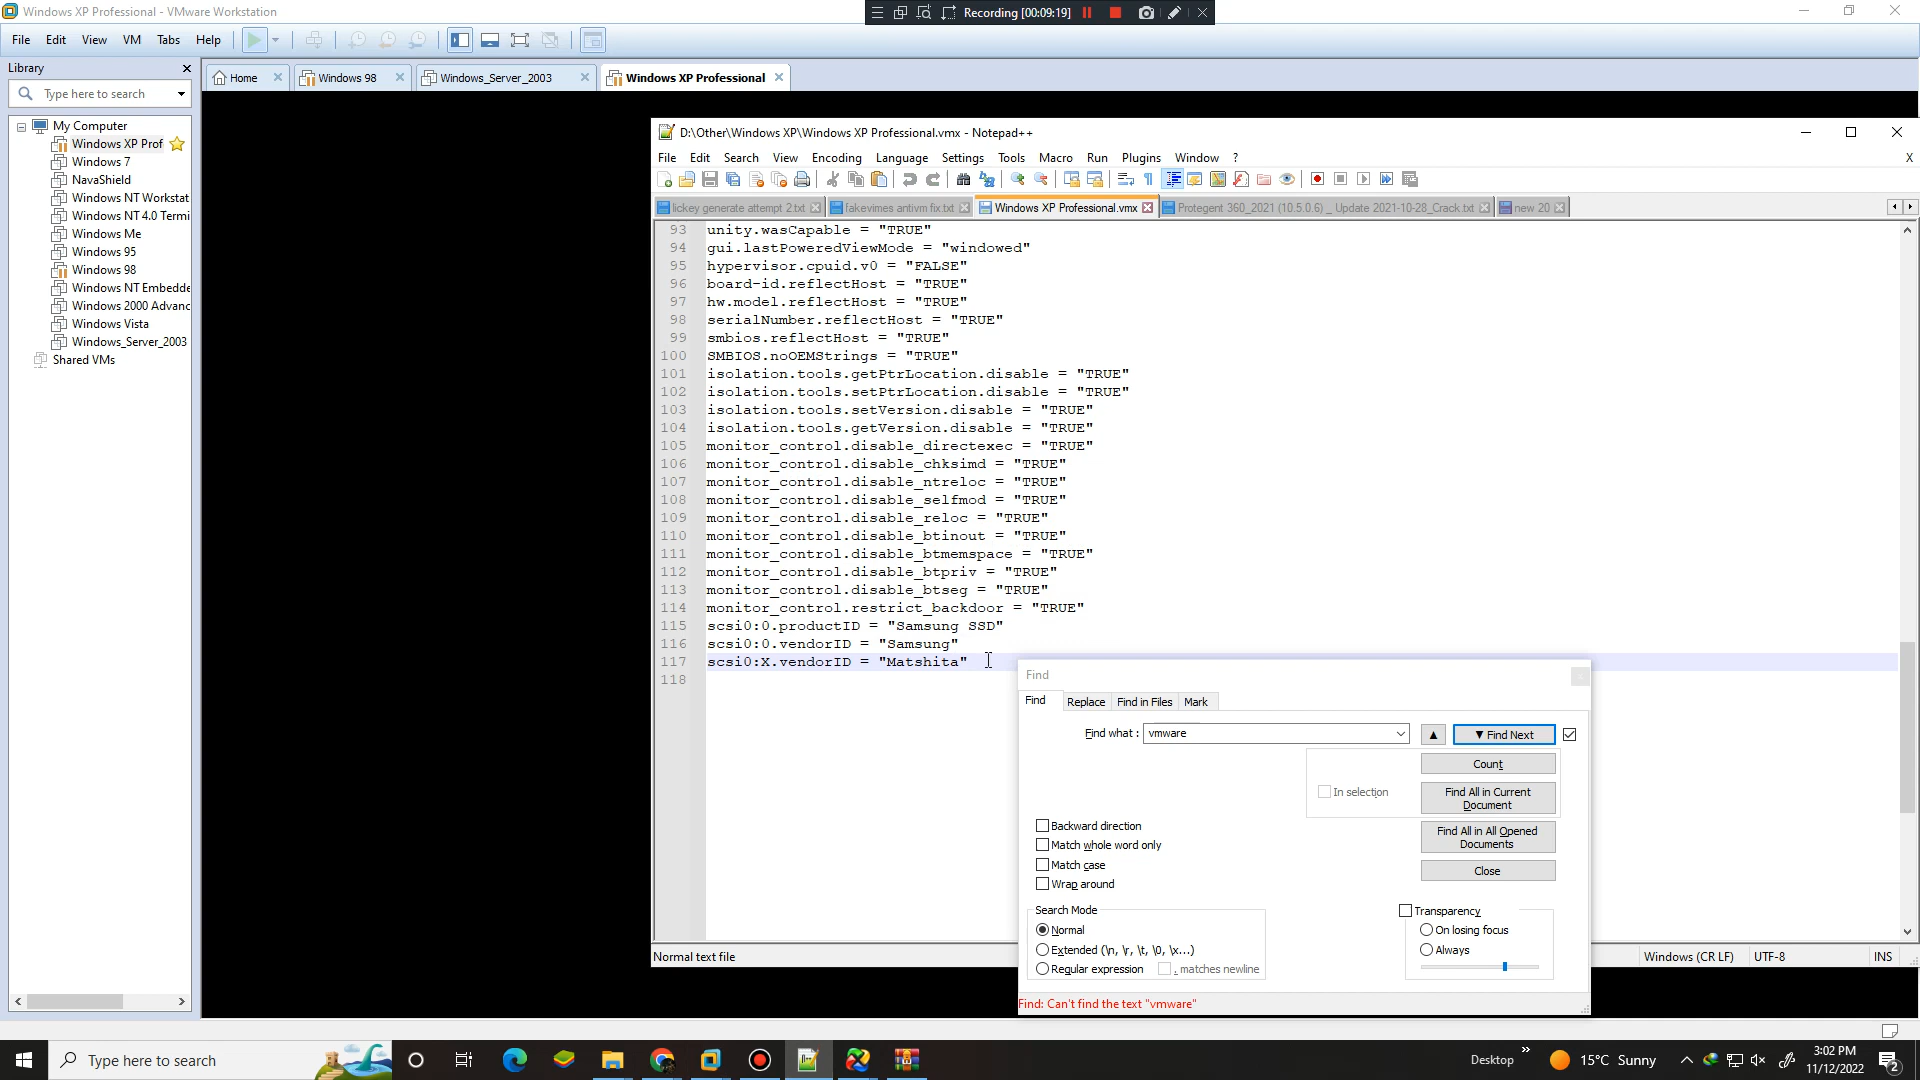 Windows XP Professional - VMware Workstation
Recording [00:09:19]
File Edit View VM Tabs Help
Library
Type here to search
My Computer
Windows XP Prof
Windows 7
NavaShield
Windows NT Workstat
Windows NT 4.0 Termi
Windows Me
Windows 95
Windows 98
Windows NT Embedde
Windows 2000 Advanc
Windows Vista
Windows_Server_2003
Shared VMs
Home
Windows 98
Windows_Server_2003
Windows XP Professional
D:\Other\Windows XP\Windows XP Professional.vmx - Notepad++
File Edit Search View Encoding Language Settings Tools Macro Run Plugins Window ? X
lickey generate attempt 2.txt
fakevimes antivm fix.txt
Windows XP Professional.vmx
Protegent 360_2021 (10.5.0.6) _ Update 2021-10-28_Crack.txt
new 20
93 unity.wasCapable = "TRUE"
94 gui.lastPoweredViewMode = "windowed"
95 hypervisor.cpuid.v0 = "FALSE"
96 board-id.reflectHost = "TRUE"
97 hw.model.reflectHost = "TRUE"
98 serialNumber.reflectHost = "TRUE"
99 smbios.reflectHost = "TRUE"
100 SMBIOS.noOEMStrings = "TRUE"
101 isolation.tools.getPtrLocation.disable = "TRUE"
102 isolation.tools.setPtrLocation.disable = "TRUE"
103 isolation.tools.setVersion.disable = "TRUE"
104 isolation.tools.getVersion.disable = "TRUE"
105 monitor_control.disable_directexec = "TRUE"
106 monitor_control.disable_chksimd = "TRUE"
107 monitor_control.disable_ntreloc = "TRUE"
108 monitor_control.disable_selfmod = "TRUE"
109 monitor_control.disable_reloc = "TRUE"
110 monitor_control.disable_btinout = "TRUE"
111 monitor_control.disable_btmemspace = "TRUE"
112 monitor_control.disable_btpriv = "TRUE"
113 monitor_control.disable_btseg = "TRUE"
114 monitor_control.restrict_backdoor = "TRUE"
115 scsi0:0.productID = "Samsung SSD"
116 scsi0:0.vendorID = "Samsung"
117 scsi0:X.vendorID = "Matshita"
118
Find
Find Replace Find in Files Mark
Find what : vmware
▲ ▼ Find Next
Count
In selection
Find All in Current Document
Find All in All Opened Documents
Close
Backward direction
Match whole word only
Match case
Wrap around
Search Mode
Normal
Extended (\n, \r, \t, \0, \x...)
Regular expression
. matches newline
Transparency
On losing focus
Always
Find: Can't find the text "vmware"
Normal text file
Windows (CR LF) UTF-8 INS
Type here to search
Desktop
15°C Sunny
3:02 PM
11/12/2022
2